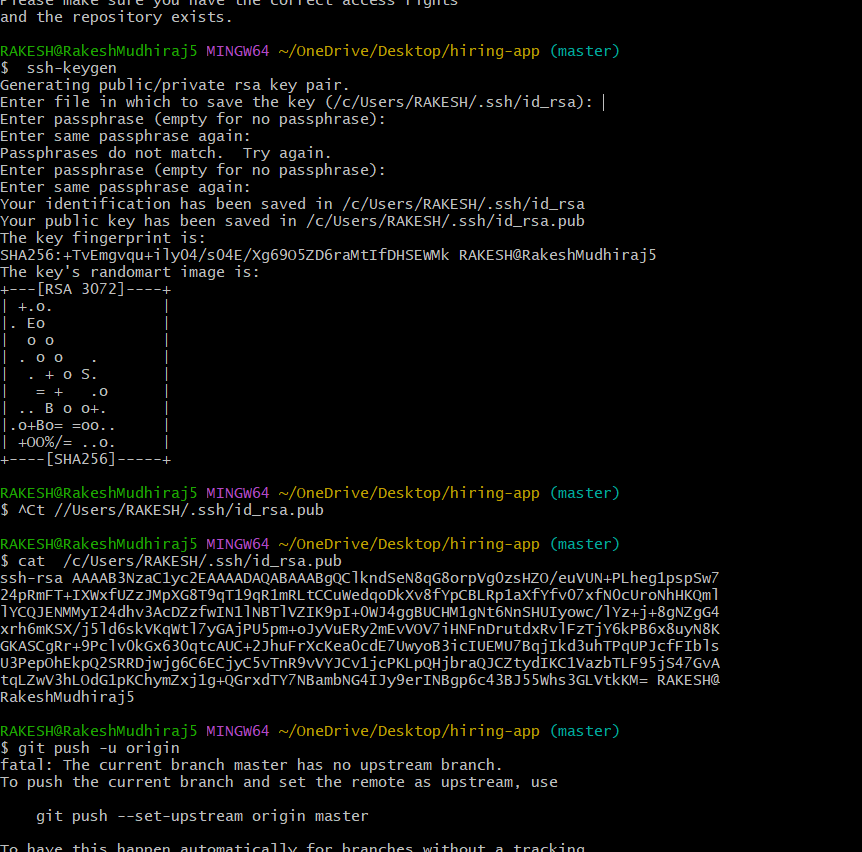 Please make sure you have the correct access rights
and the repository exists.
RAKESH@RakeshMudhiraj5 MINGW64 ~/OneDrive/Desktop/hiring-app (master)
$  ssh-keygen
Generating public/private rsa key pair.
Enter file in which to save the key (/c/Users/RAKESH/.ssh/id_rsa):
Enter passphrase (empty for no passphrase):
Enter same passphrase again:
Passphrases do not match.  Try again.
Enter passphrase (empty for no passphrase):
Enter same passphrase again:
Your identification has been saved in /c/Users/RAKESH/.ssh/id_rsa
Your public key has been saved in /c/Users/RAKESH/.ssh/id_rsa.pub
The key fingerprint is:
SHA256:+TvEmgvqu+ily04/s04E/Xg69O5ZD6raMtIfDHSEWMk RAKESH@RakeshMudhiraj5
The key's randomart image is:
+---[RSA 3072]----+
| +.o.            |
|. Eo             |
|  o o            |
| . o o   .       |
|  . + o S.       |
|   = +   .o      |
| .. B o o+.      |
|.o+Bo= =oo..     |
| +OO%/= ..o.     |
+----[SHA256]-----+
RAKESH@RakeshMudhiraj5 MINGW64 ~/OneDrive/Desktop/hiring-app (master)
$ ^Ct //Users/RAKESH/.ssh/id_rsa.pub
RAKESH@RakeshMudhiraj5 MINGW64 ~/OneDrive/Desktop/hiring-app (master)
$ cat  /c/Users/RAKESH/.ssh/id_rsa.pub
ssh-rsa AAAAB3NzaC1yc2EAAAADAQABAAABgQClkndSeN8qG8orpVg0zsHZO/euVUN+PLheg1pspSw7
24pRmFT+IXWxfUZzJMpXG8T9qT19qR1mRLtCCuWedqoDkXv8fYpCBLRp1aXfYfv07xfNOcUroNhHKQml
lYCQJENMMyI24dhv3AcDZzfwIN1lNBTlVZIK9pI+OWJ4ggBUCHM1gNt6NnSHUIyowc/lYz+j+8gNZgG4
xrh6mKSX/j5ld6skVKqWtl7yGAjPU5pm+oJyVuERy2mEvVOV7iHNFnDrutdxRvlFzTjY6kPB6x8uyN8K
GKASCgRr+9Pclv0kGx63OqtcAUC+2JhuFrXcKea0cdE7UwyoB3icIUEMU7BqjIkd3uhTPqUPJcfFIbls
U3PepOhEkpQ2SRRDjwjg6C6ECjyC5vTnR9vVYJCv1jcPKLpQHjbraQJCZtydIKC1VazbTLF95jS47GvA
tqLZwV3hLOdG1pKChymZxj1g+QGrxdTY7NBambNG4IJy9erINBgp6c43BJ55Whs3GLVtkKM= RAKESH@
RakeshMudhiraj5
RAKESH@RakeshMudhiraj5 MINGW64 ~/OneDrive/Desktop/hiring-app (master)
$ git push -u origin
fatal: The current branch master has no upstream branch.
To push the current branch and set the remote as upstream, use
git push --set-upstream origin master
To have this happen automatically for branches without a tracking